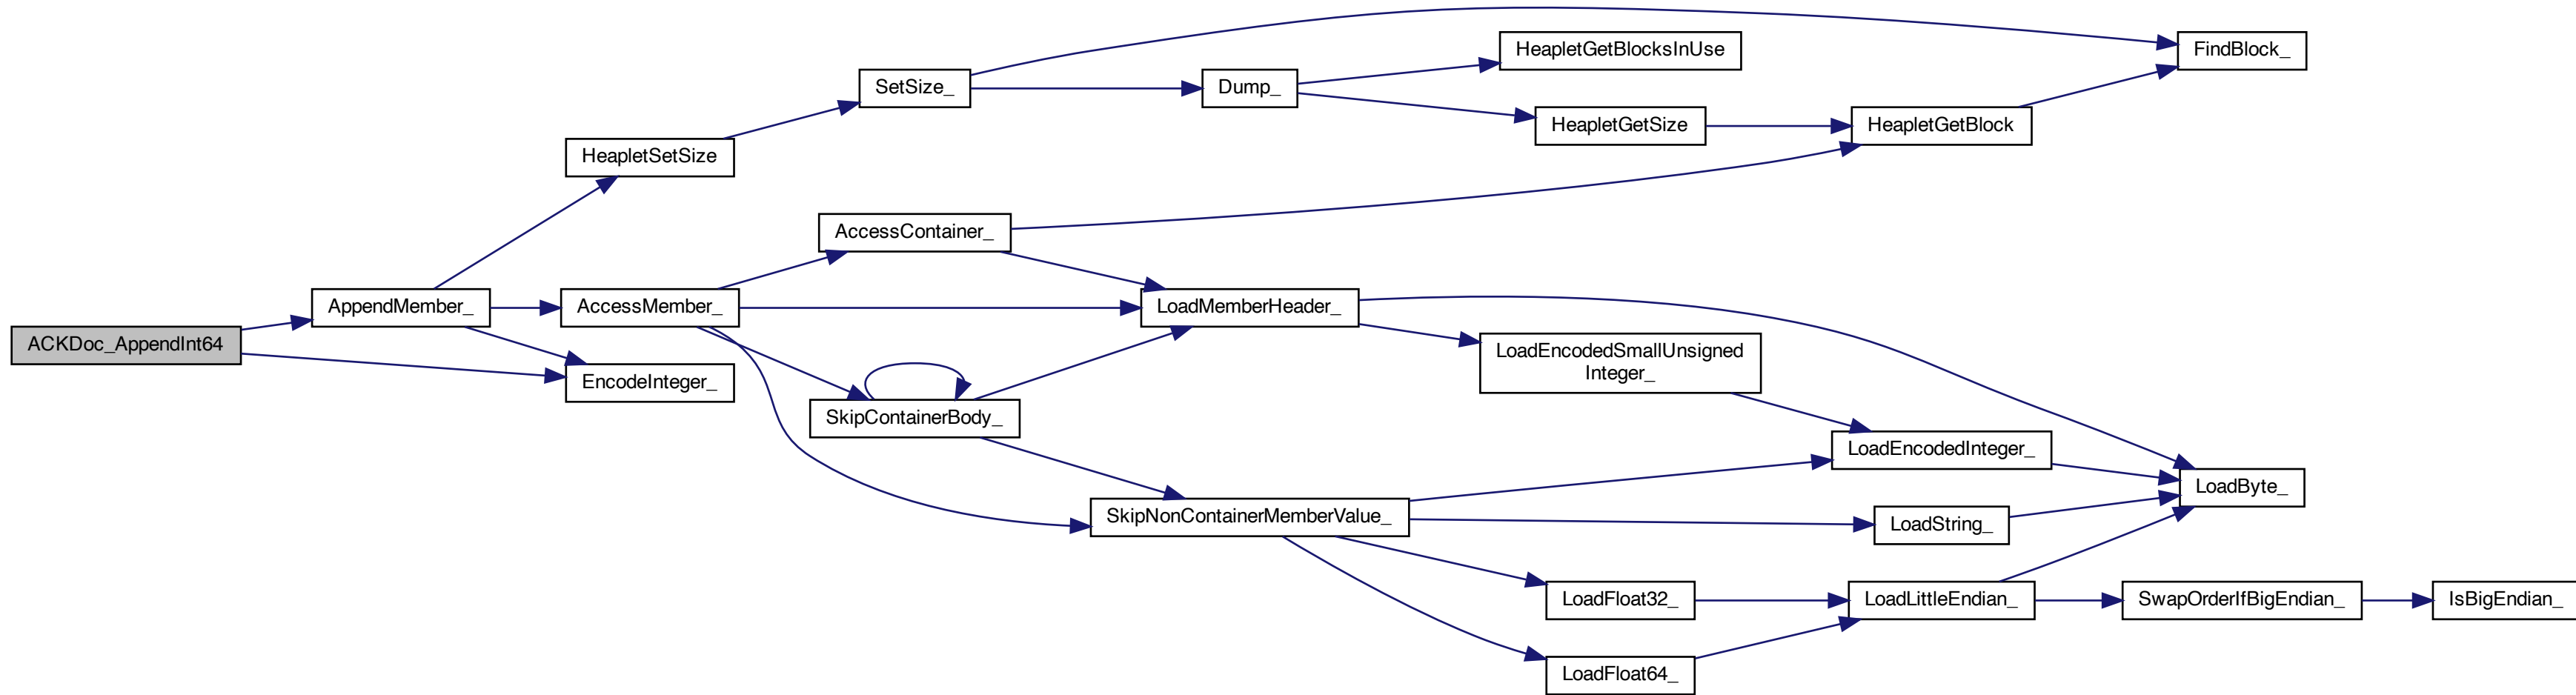 ACKDoc_AppendInt64
AppendMember_
HeapletSetSize
AccessMember_
EncodeInteger_
SetSize_
AccessContainer_
SkipContainerBody_
Dump_
LoadMemberHeader_
SkipNonContainerMemberValue_
HeapletGetBlocksInUse
HeapletGetSize
LoadEncodedSmallUnsigned
Integer_
LoadFloat32_
LoadFloat64_
HeapletGetBlock
LoadEncodedInteger_
LoadString_
LoadLittleEndian_
FindBlock_
LoadByte_
SwapOrderIfBigEndian_
IsBigEndian_